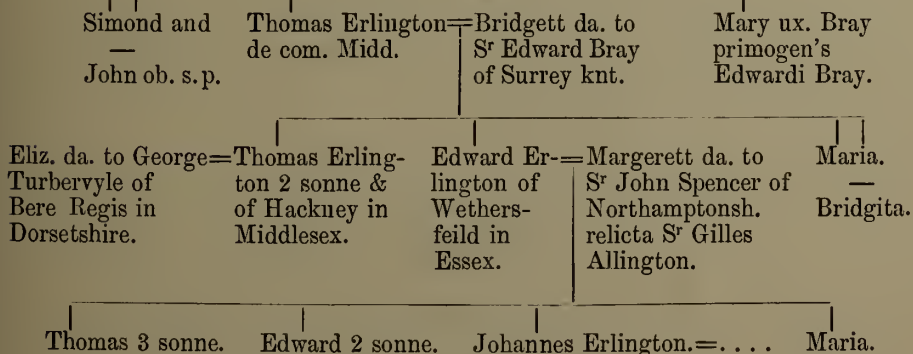 Simond and
—
John ob. s.p.
Thomas Erlington=Bridgett da. to
de com. Midd.
Sr Edward Bray
of Surrey knt.
Mary ux. Bray
primogen's
Edwardi Bray.
Eliz. da. to George=Thomas Erling-
Turbervyle of
Bere Regis in
Dorsetshire.
ton 2 sonne &
of Hackney in
Middlesex.
Edward Er-=Margerett da. to
lington of
Wethers-
feild in
Essex.
Sr John Spencer of
Northamptonsh.
relicta Sr Gilles
Allington.
Maria.
—
Bridgita.
Thomas 3 sonne.
Edward 2 sonne.
Johannes Erlington.=....
Maria.